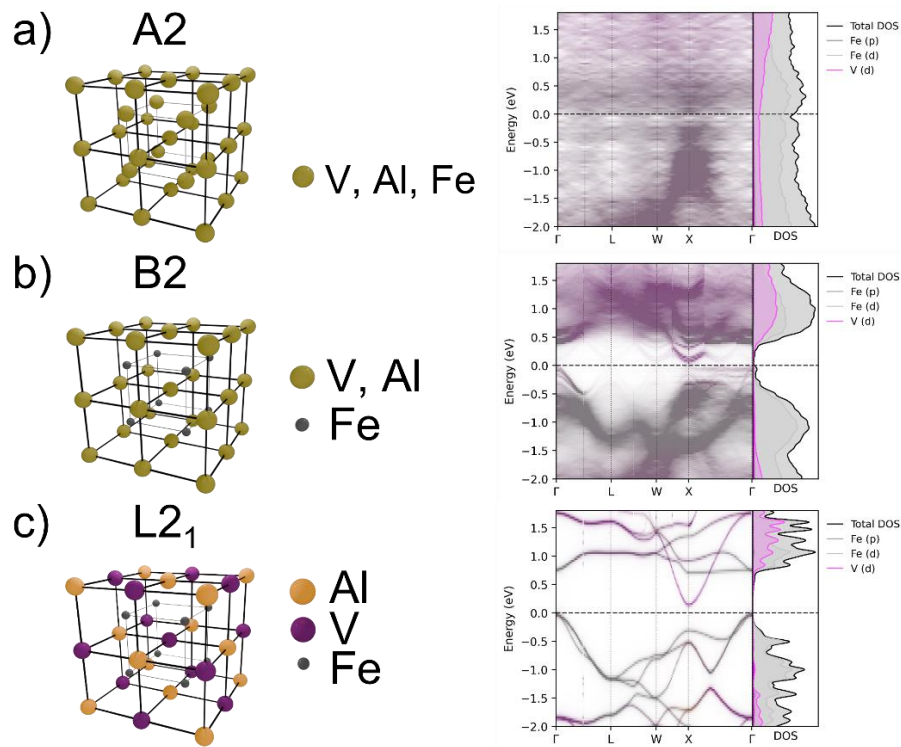 a) A2
V, Al, Fe
Energy (eV)
1.5
1.0
0.5
0.0
−0.5
−1.0
−1.5
−2.0
Γ L W X Γ
DOS
Total DOS
Fe (p)
Fe (d)
V (d)
b) B2
V, Al
Fe
Energy (eV)
1.5
1.0
0.5
0.0
−0.5
−1.0
−1.5
−2.0
Γ L W X Γ
DOS
Total DOS
Fe (p)
Fe (d)
V (d)
c) L2₁
Al
V
Fe
Energy (eV)
1.5
1.0
0.5
0.0
−0.5
−1.0
−1.5
−2.0
Γ L W X Γ
DOS
Total DOS
Fe (p)
Fe (d)
V (d)